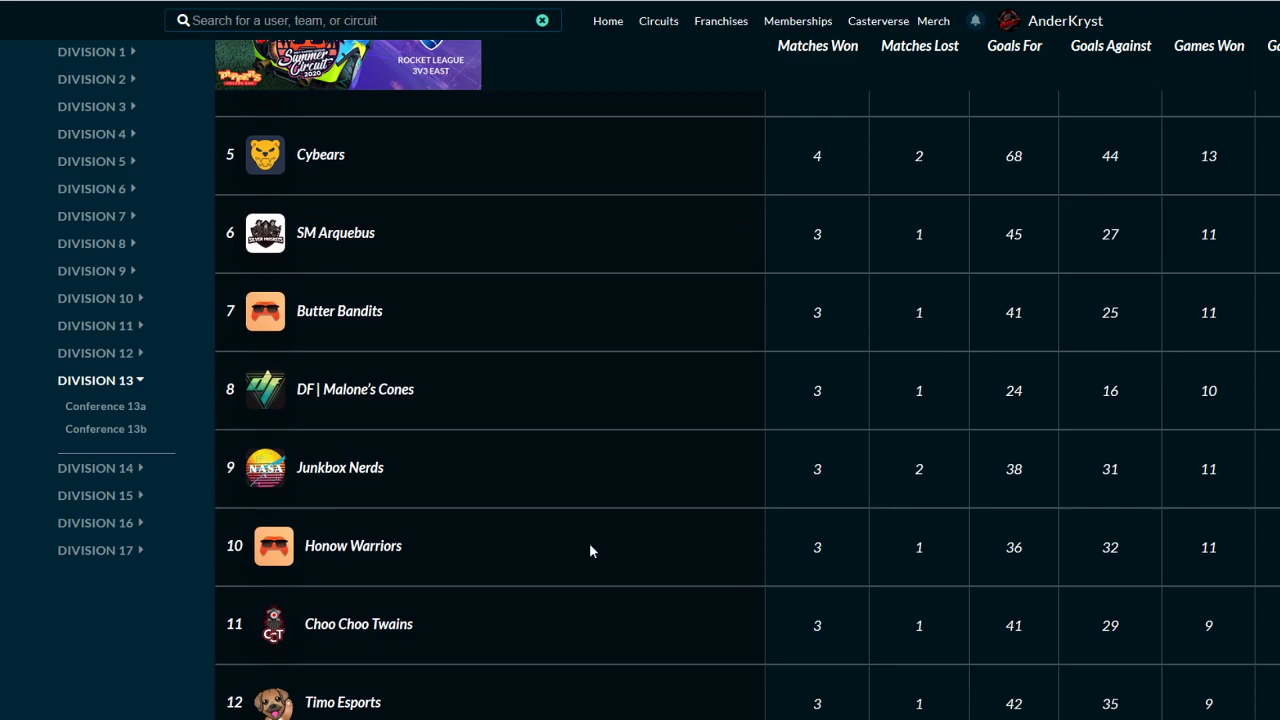 Search for a user, team, or circuit
Home Circuits Franchises Memberships Casterverse Merch AnderKryst
Summer
Circuit
2020
ROCKET LEAGUE
3V3 EAST
Matches Won Matches Lost Goals For Goals Against Games Won
DIVISION 1
DIVISION 2
DIVISION 3
DIVISION 4
DIVISION 5
DIVISION 6
DIVISION 7
DIVISION 8
DIVISION 9
DIVISION 10
DIVISION 11
DIVISION 12
DIVISION 13
Conference 13a
Conference 13b
DIVISION 14
DIVISION 15
DIVISION 16
DIVISION 17
5 Cybears 4 2 68 44 13
6 SM Arquebus 3 1 45 27 11
7 Butter Bandits 3 1 41 25 11
8 DF | Malone's Cones 3 1 24 16 10
9 NASA Junkbox Nerds 3 2 38 31 11
10 Honow Warriors 3 1 36 32 11
11 CCT Choo Choo Twains 3 1 41 29 9
12 Timo Esports 3 1 42 35 9